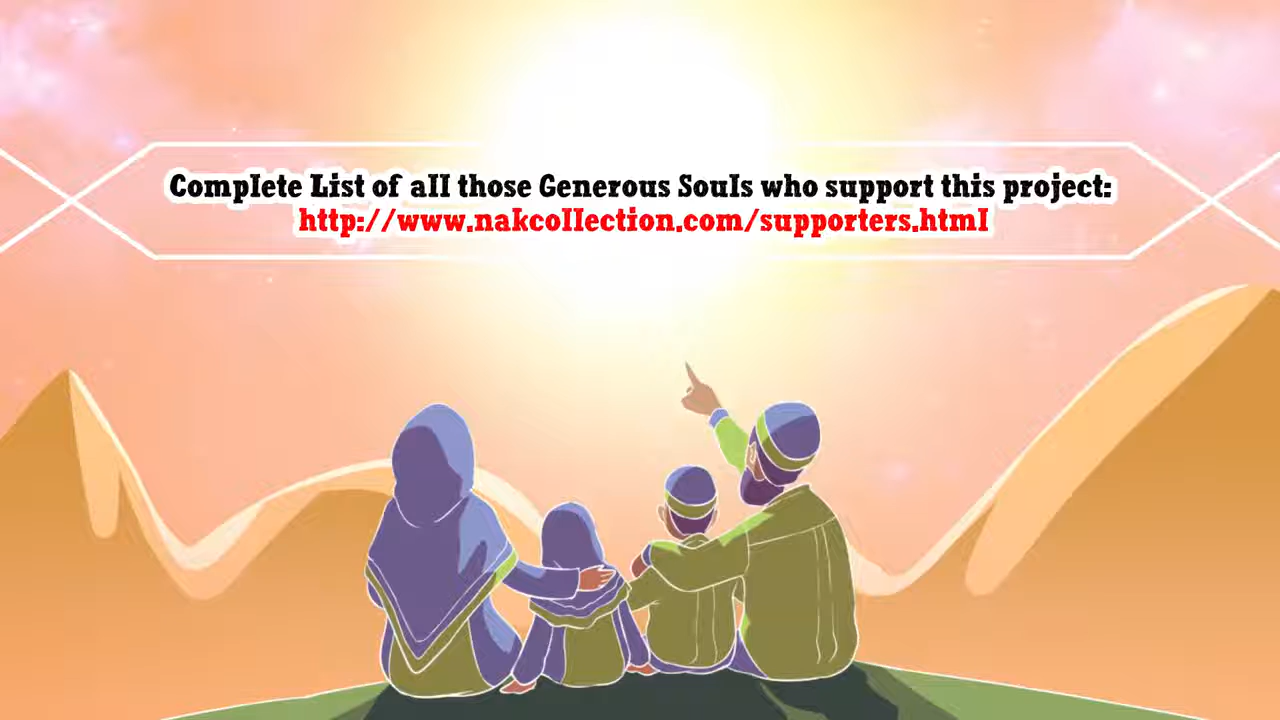 Complete List of all those Generous Souls who support this project:
http://www.nakcollection.com/supporters.html